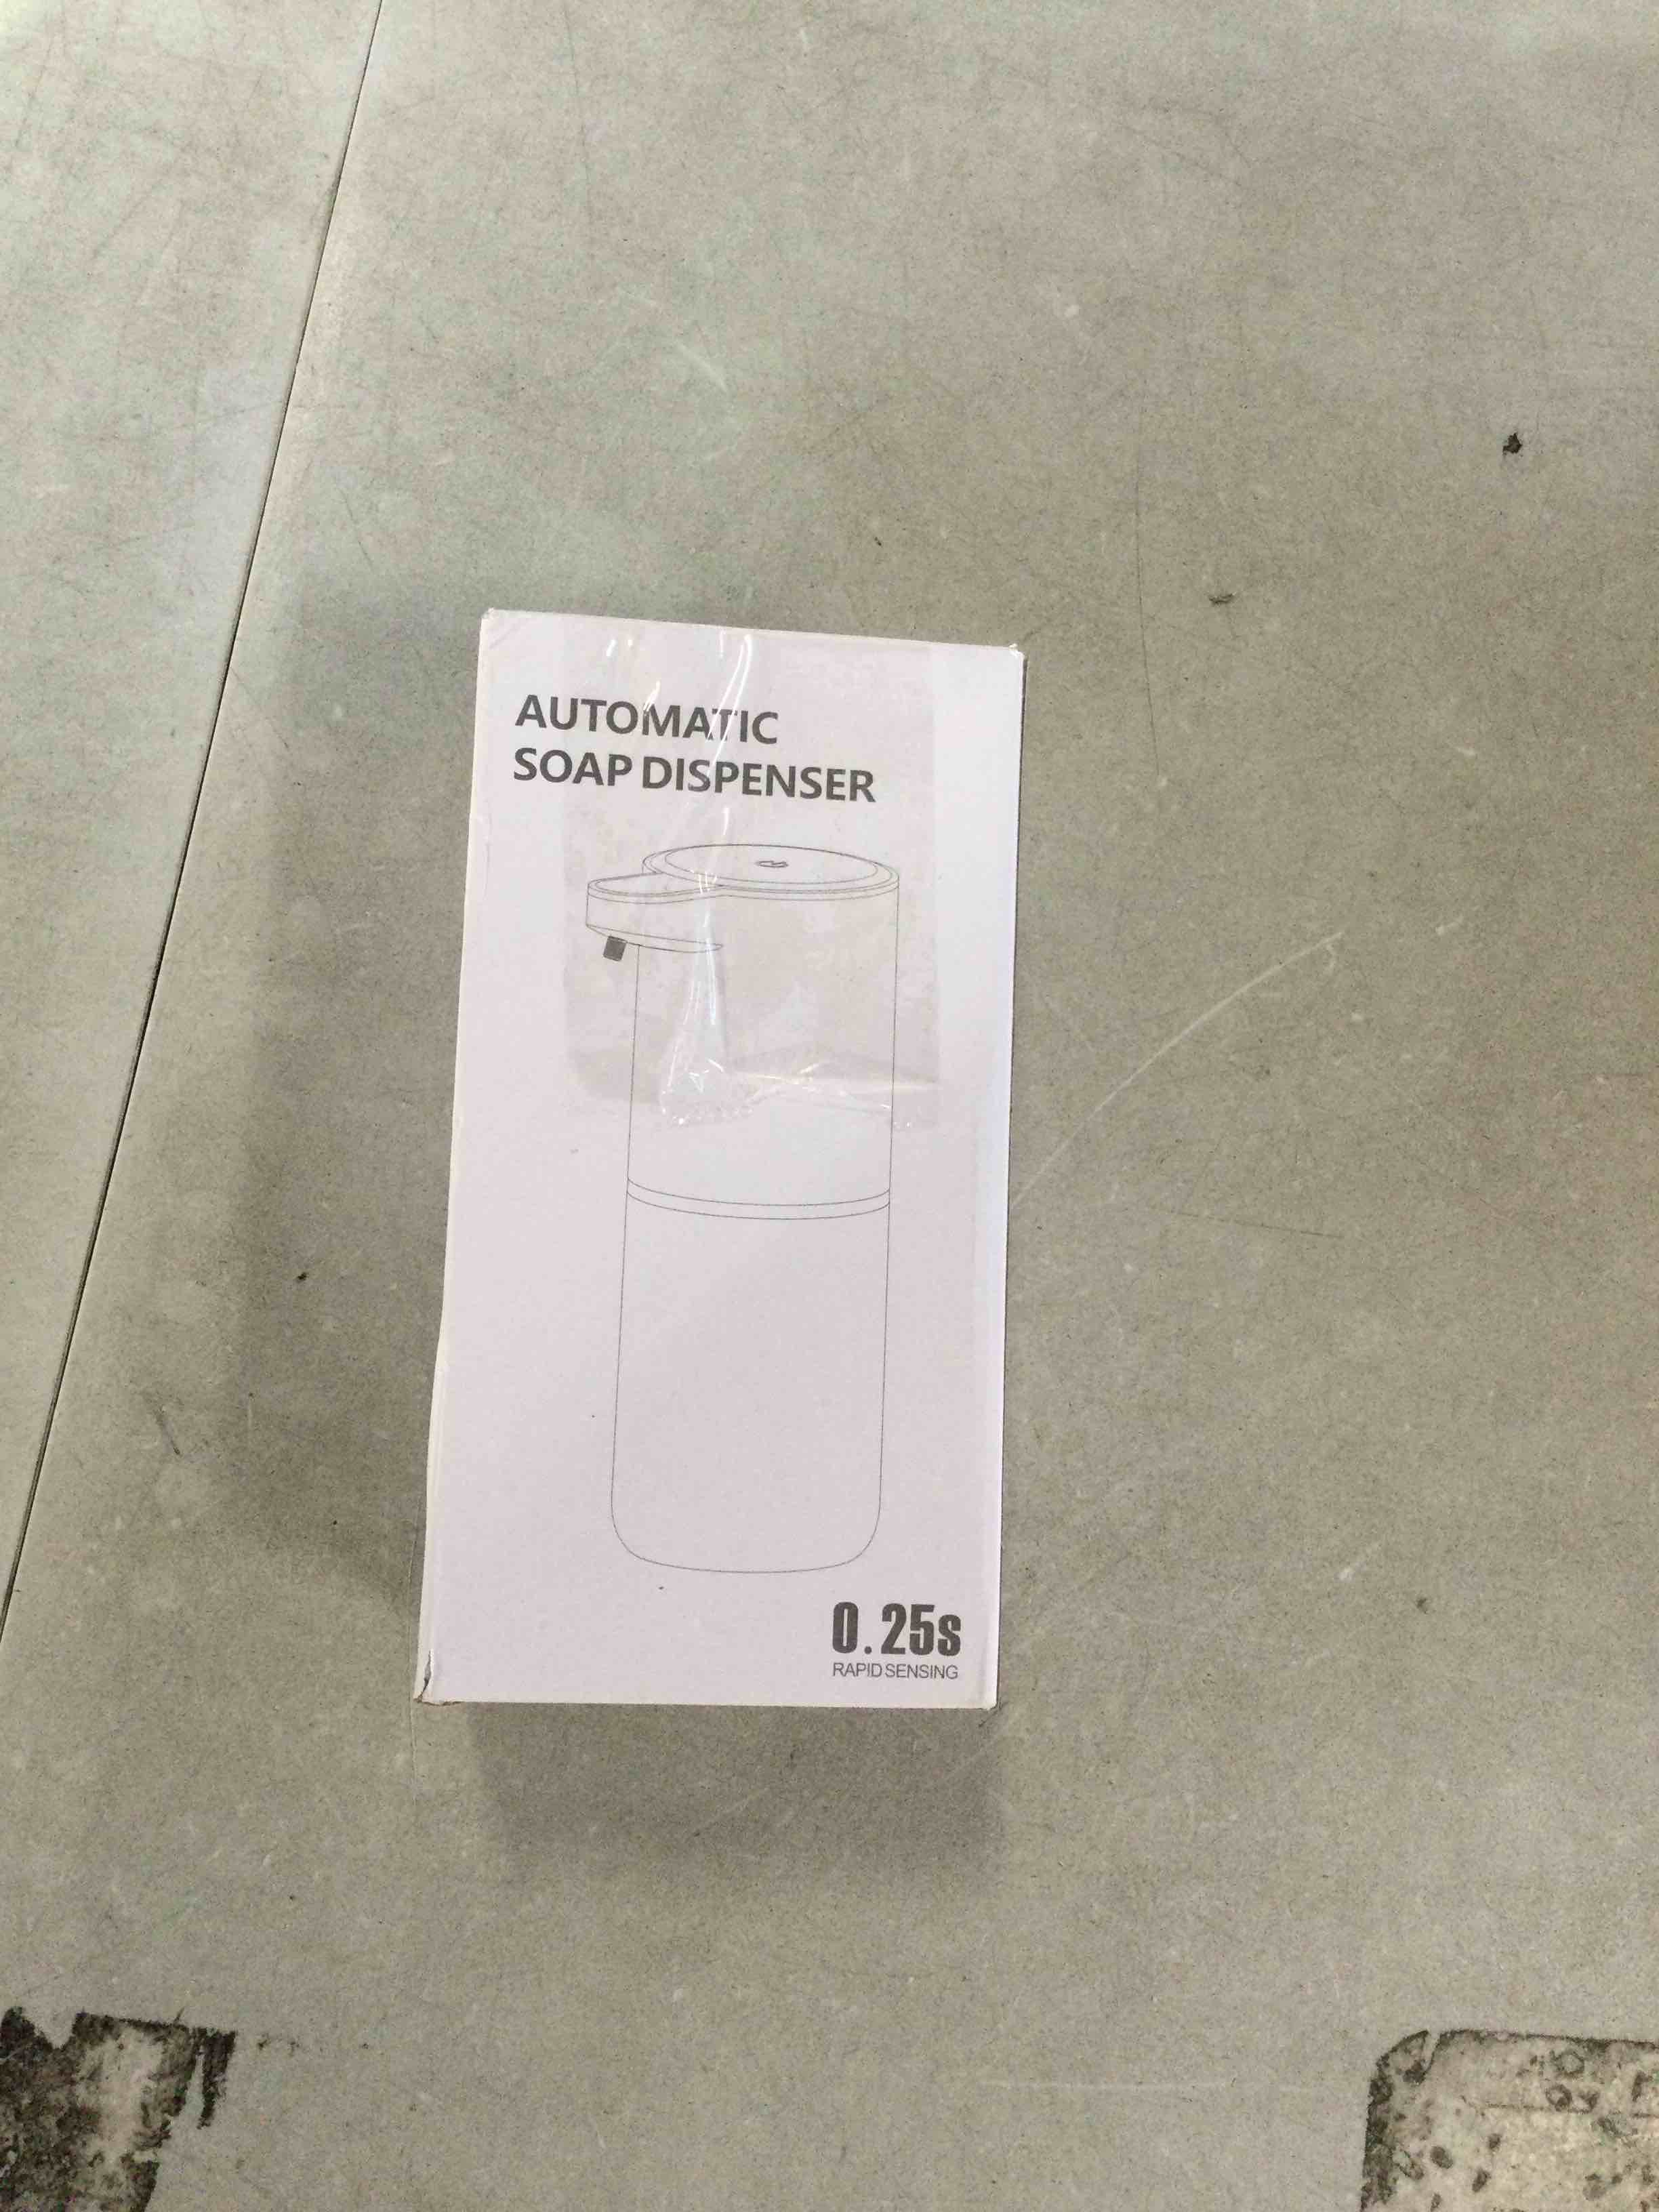 AUTOMATIC
SOAP DISPENSER
0.25s
RAPID SENSING